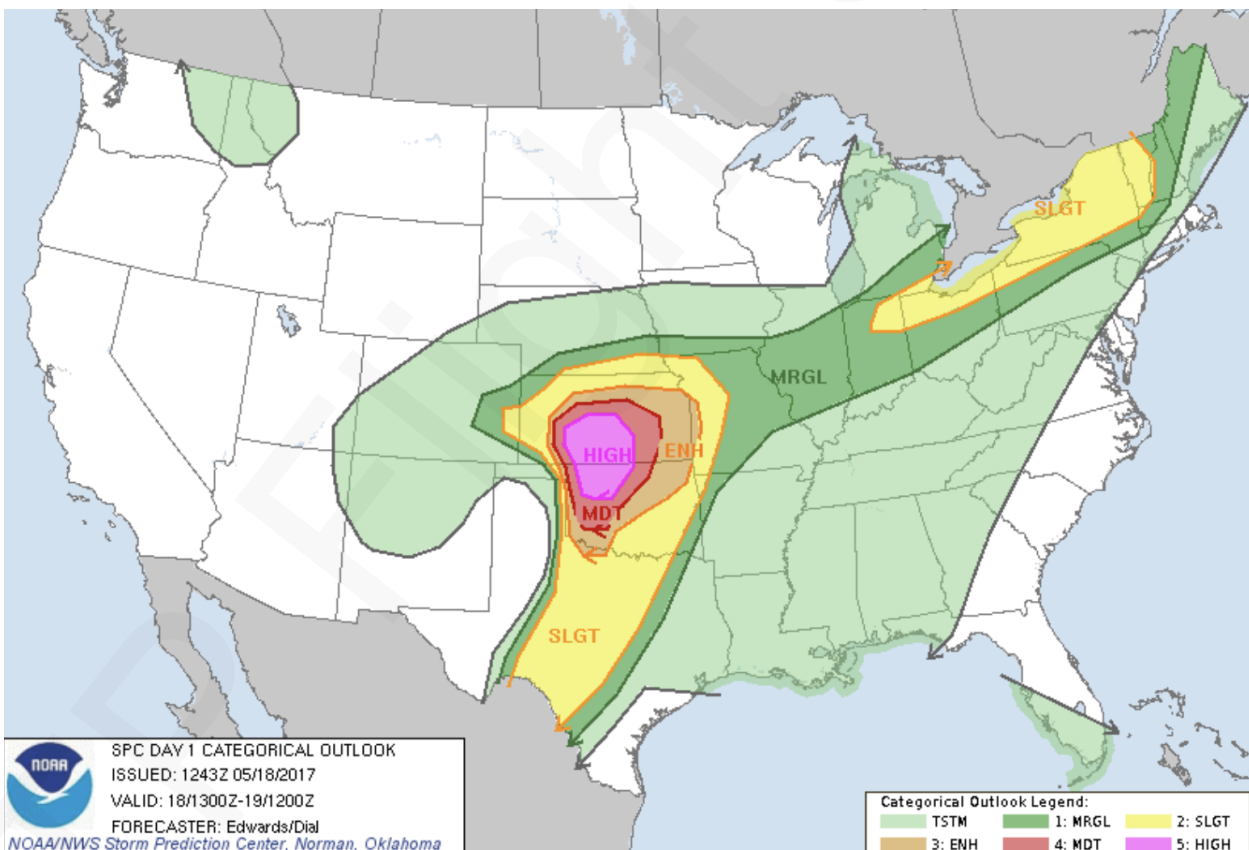 SLGT
MRGL
HIGH
ENH
MDT
SLGT
NOAA
SPC DAY 1 CATEGORICAL OUTLOOK
ISSUED: 1243Z 05/18/2017
VALID: 18/1300Z-19/1200Z
FORECASTER: Edwards/Dial
NOAA/NWS Storm Prediction Center, Norman, Oklahoma
Categorical Outlook Legend:
TSTM 1: MRGL 2: SLGT
3: ENH 4: MDT 5: HIGH